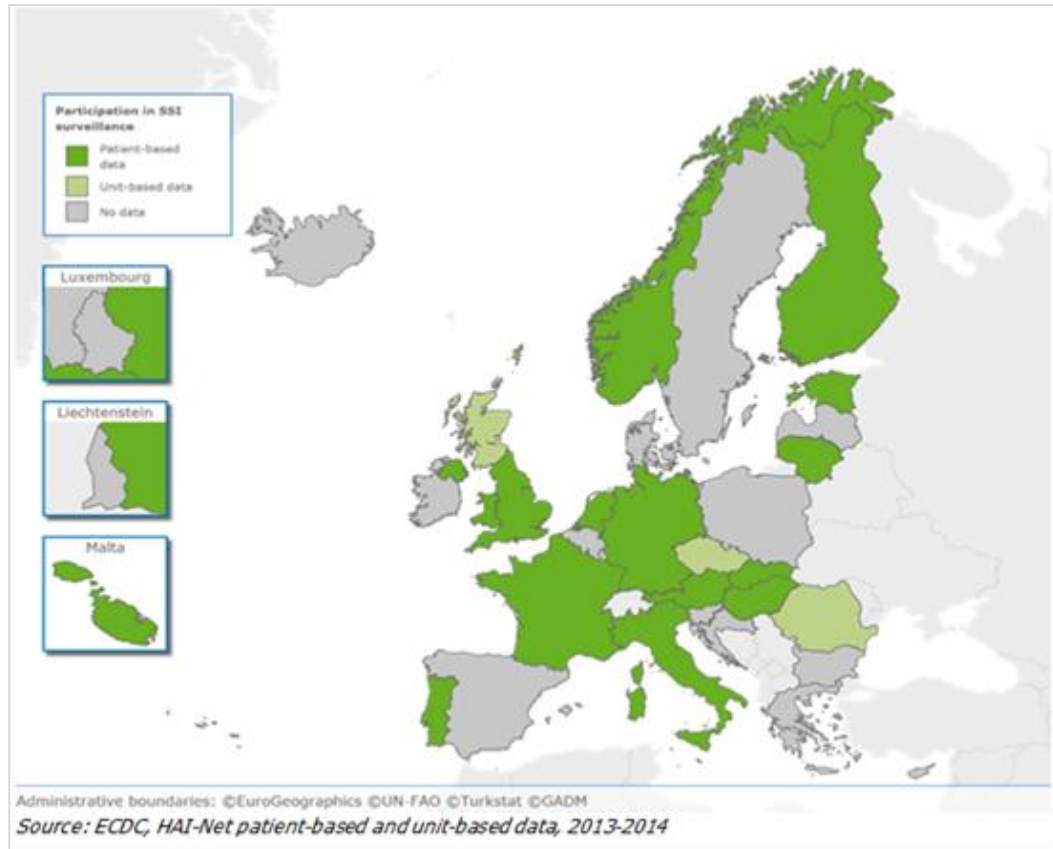 Participation in SSI
surveillance
Patient-based
data
Unit-based data
No data
Luxembourg
Liechtenstein
Malta
Administrative boundaries: ©EuroGeographics ©UN-FAO ©Turkstat ©GADM
Source: ECDC, HAI-Net patient-based and unit-based data, 2013-2014